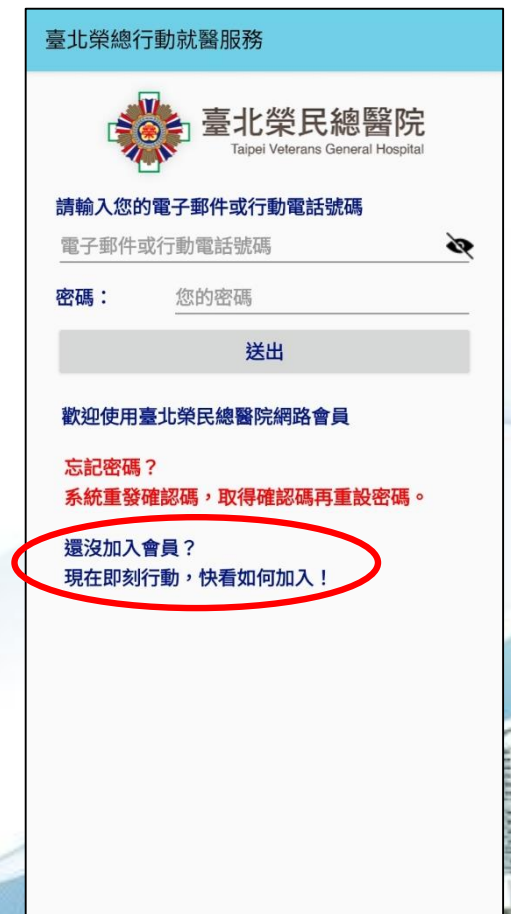 臺北榮總行動就醫服務
臺北榮民總醫院
Taipei Veterans General Hospital
請輸入您的電子郵件或行動電話號碼
電子郵件或行動電話號碼
密碼： 您的密碼
送出
歡迎使用臺北榮民總醫院網路會員
忘記密碼？
系統重發確認碼，取得確認碼再重設密碼。
還沒加入會員？
現在即刻行動，快看如何加入！